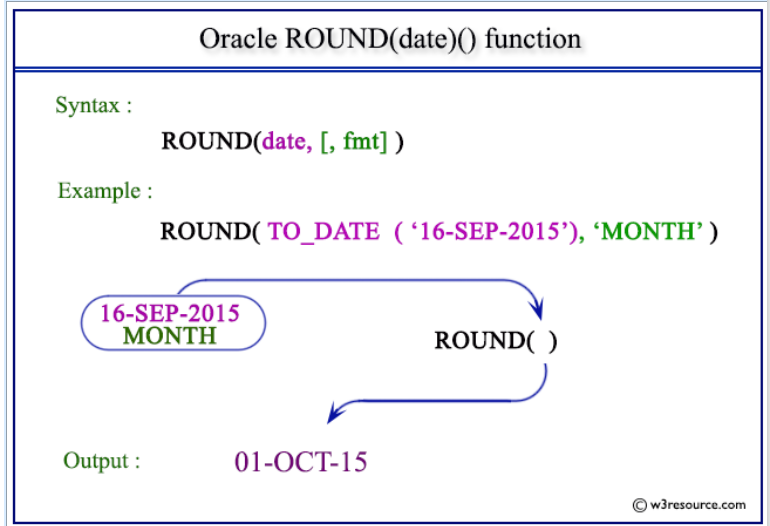 Oracle ROUND(date)() function
Syntax :
ROUND(date, [, fmt] )
Example :
ROUND( TO_DATE ( ‘16-SEP-2015’), ‘MONTH’ )
16-SEP-2015
MONTH
ROUND( )
Output :
01-OCT-15
© w3resource.com